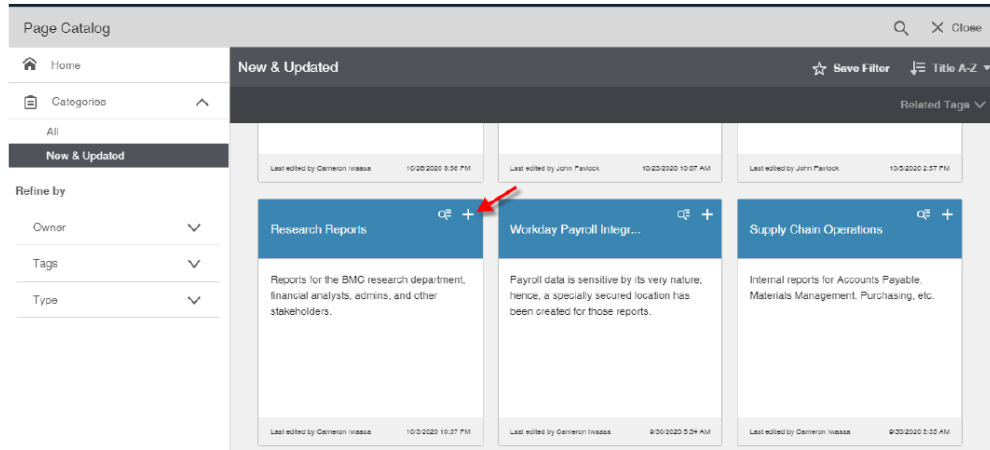 Page Catalog
Close
Home
New & Updated
Save Filter
Title A-Z
Categories
Related Tags
All
New & Updated
Last edited by Cameron Iwaasa 10/26/2020 6:56 PM
Last edited by John Pavlock 10/23/2020 10:07 AM
Last edited by John Pavlock 10/5/2020 2:57 PM
Refine by
Owner
Tags
Type
Research Reports
Reports for the BMC research department,
financial analysts, admins, and other
stakeholders.
Last edited by Cameron Iwaasa 10/3/2020 10:37 PM
Workday Payroll Integr...
Payroll data is sensitive by its very nature;
hence, a specially secured location has
been created for those reports.
Last edited by Cameron Iwaasa 9/30/2020 5:34 AM
Supply Chain Operations
Internal reports for Accounts Payable,
Materials Management, Purchasing, etc.
Last edited by Cameron Iwaasa 9/30/2020 5:33 AM